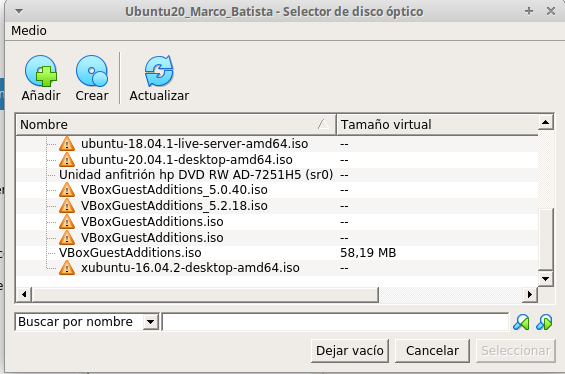 Ubuntu20_Marco_Batista - Selector de disco óptico
Medio
Añadir Crear Actualizar
Nombre Tamaño virtual
ubuntu-18.04.1-live-server-amd64.iso --
ubuntu-20.04.1-desktop-amd64.iso --
Unidad anfitrión hp DVD RW AD-7251H5 (sr0) --
VBoxGuestAdditions_5.0.40.iso --
VBoxGuestAdditions_5.2.18.iso --
VBoxGuestAdditions.iso --
VBoxGuestAdditions.iso --
VBoxGuestAdditions.iso 58,19 MB
xubuntu-16.04.2-desktop-amd64.iso --
Buscar por nombre
Dejar vacío Cancelar Seleccionar